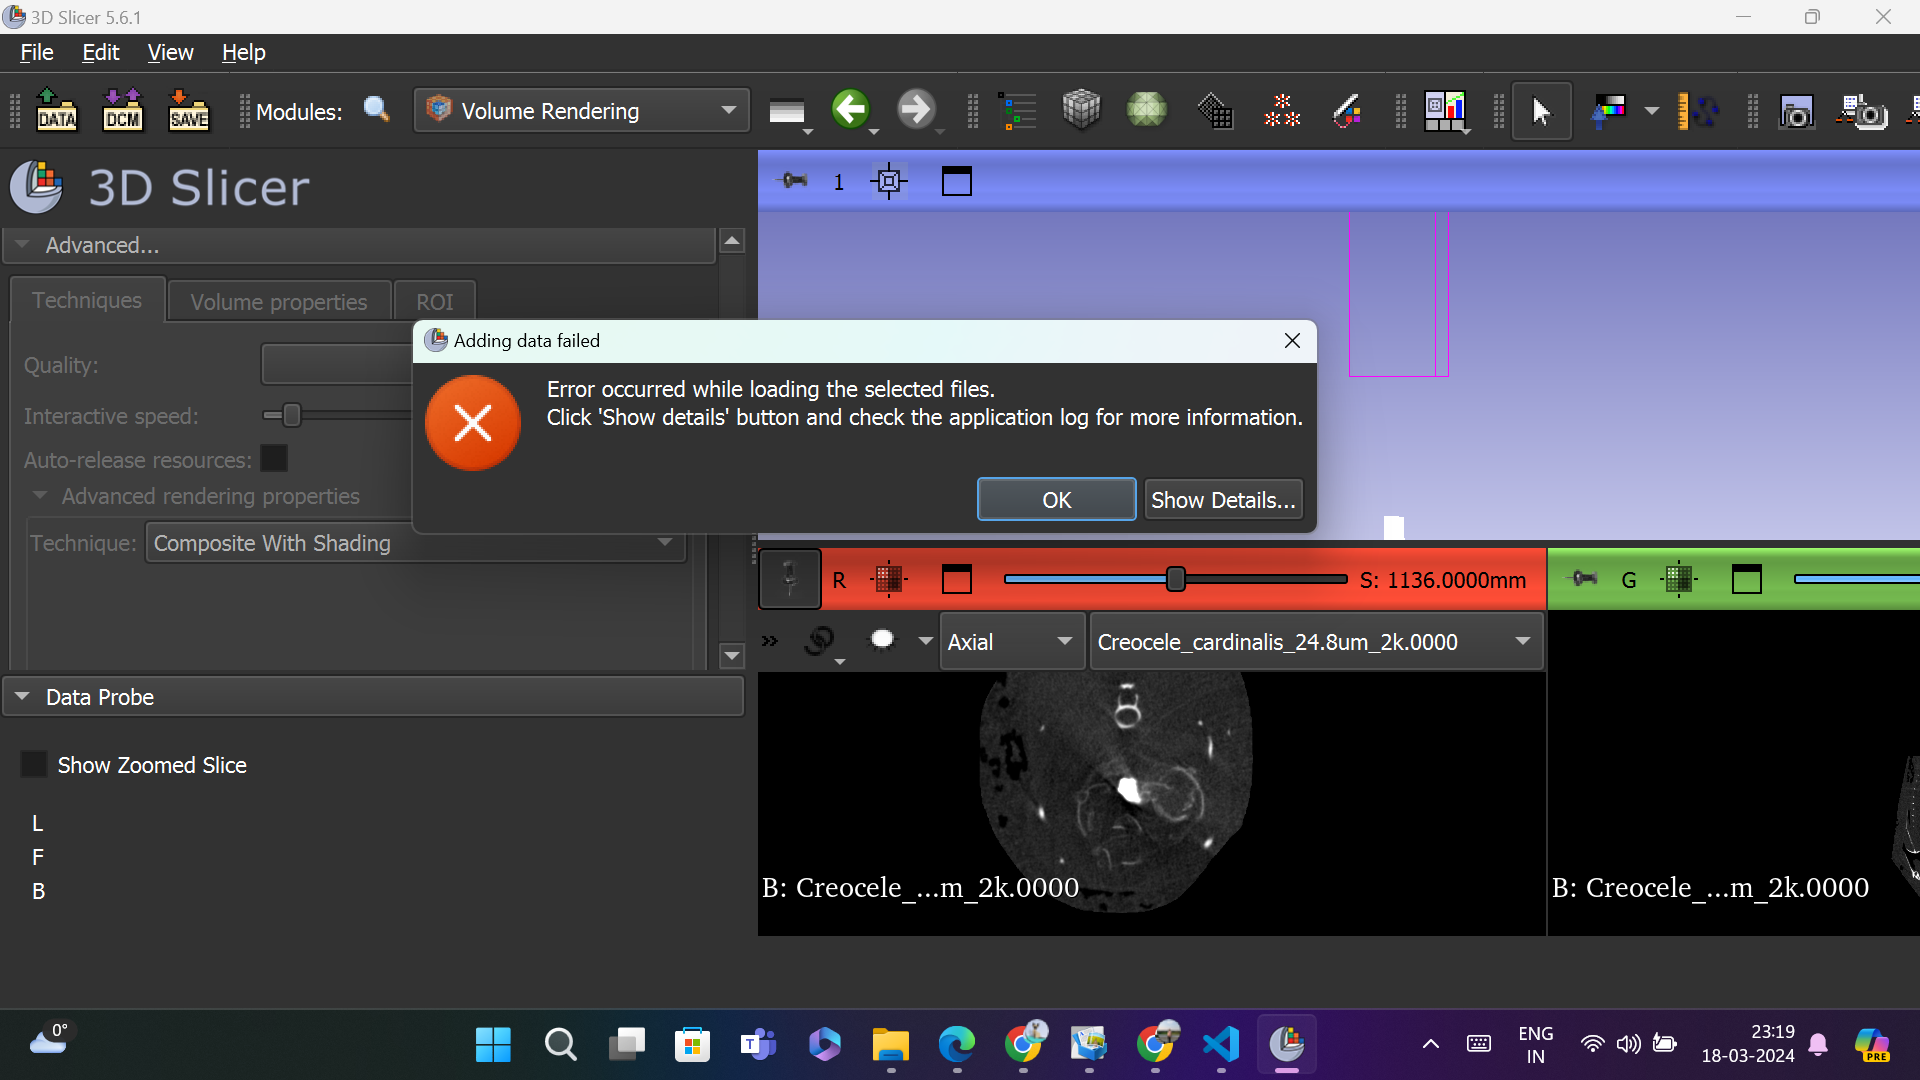 3D Slicer 5.6.1
File Edit View Help
DATA DCM SAVE Modules: Volume Rendering
3D Slicer
1
Advanced...
Techniques Volume properties ROI
Quality:
Interactive speed:
Auto-release resources:
Advanced rendering properties
Technique: Composite With Shading
Adding data failed
Error occurred while loading the selected files.
Click 'Show details' button and check the application log for more information.
OK Show Details...
R S: 1136.0000mm G
» Axial Creocele_cardinalis_24.8um_2k.0000
B: Creocele_...m_2k.0000 B: Creocele_...m_2k.0000
Data Probe
Show Zoomed Slice
L
F
B
0°
T
ENG
IN
23:19
18-03-2024
PRE